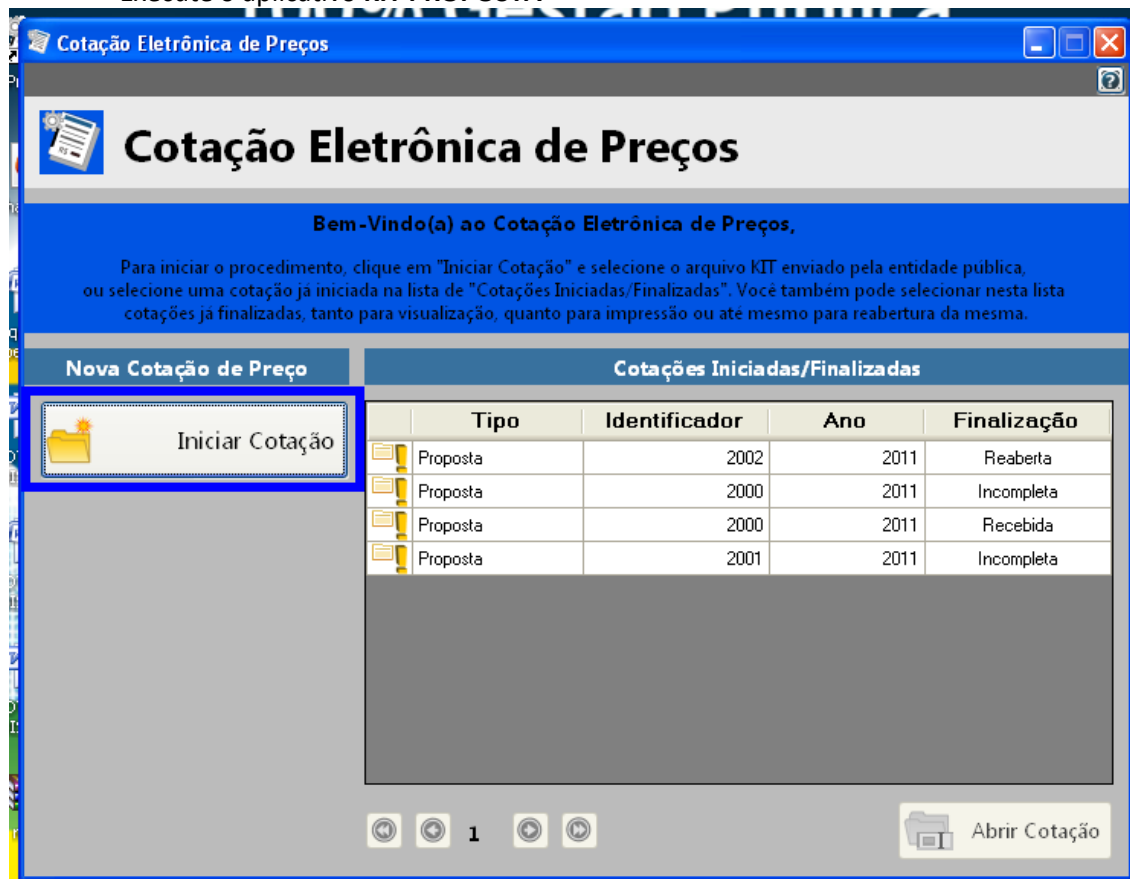 Cotação Eletrônica de Preços
Cotação Eletrônica de Preços
Bem-Vindo(a) ao Cotação Eletrônica de Preços,
Para iniciar o procedimento, clique em "Iniciar Cotação" e selecione o arquivo KIT enviado pela entidade pública,
ou selecione uma cotação já iniciada na lista de "Cotações Iniciadas/Finalizadas". Você também pode selecionar nesta lista
cotações já finalizadas, tanto para visualização, quanto para impressão ou até mesmo para reabertura da mesma.
Nova Cotação de Preço
Cotações Iniciadas/Finalizadas
Iniciar Cotação
Tipo Identificador Ano Finalização
Proposta 2002 2011 Reaberta
Proposta 2000 2011 Incompleta
Proposta 2000 2011 Recebida
Proposta 2001 2011 Incompleta
1
Abrir Cotação